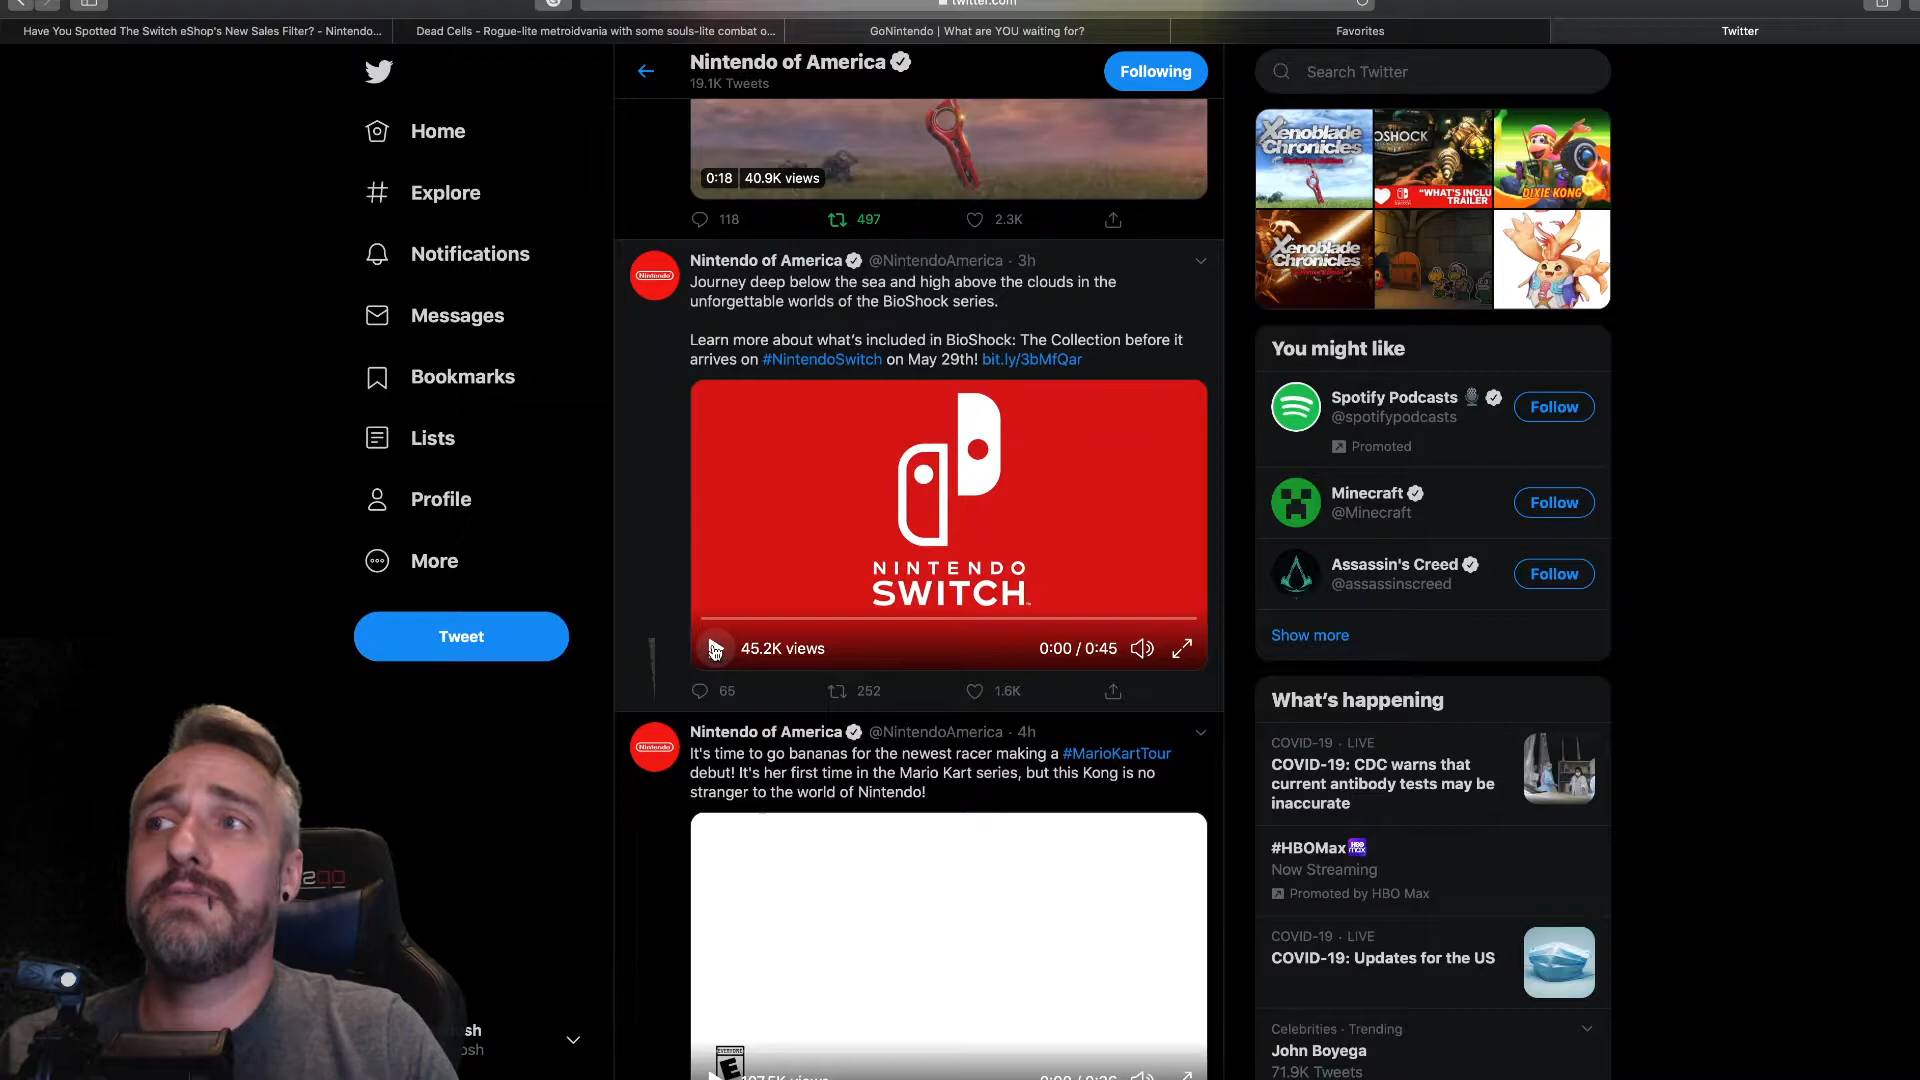 twitter.com
Have You Spotted The Switch eShop's New Sales Filter? - Nintendo...
Dead Cells - Rogue-lite metroidvania with some souls-lite combat o...
GoNintendo | What are YOU waiting for?
Favorites
Twitter
Home
Explore
Notifications
Messages
Bookmarks
Lists
Profile
More
Tweet
Nintendo of America
19.1K Tweets
Following
0:18 40.9K views
118 497 2.3K
Nintendo of America @NintendoAmerica · 3h
Journey deep below the sea and high above the clouds in the
unforgettable worlds of the BioShock series.
Learn more about what's included in BioShock: The Collection before it
arrives on #NintendoSwitch on May 29th! bit.ly/3bMfQar
Nintendo
NINTENDO
SWITCH
45.2K views
0:00 / 0:45
65 252 1.6K
Nintendo of America @NintendoAmerica · 4h
It's time to go bananas for the newest racer making a #MarioKartTour
debut! It's her first time in the Mario Kart series, but this Kong is no
stranger to the world of Nintendo!
Nintendo
EVERYONE
E
Search Twitter
Xenoblade
Chronicles
OSHOCK
"WHAT'S INCLU
TRAILER
DIXIE KONG
Xenoblade
Chronicles
You might like
Spotify Podcasts
@spotifypodcasts
Promoted
Follow
Minecraft
@Minecraft
Follow
Assassin's Creed
@assassinscreed
Follow
Show more
What's happening
COVID-19 · LIVE
COVID-19: CDC warns that
current antibody tests may be
inaccurate
#HBOMax
Now Streaming
Promoted by HBO Max
COVID-19 · LIVE
COVID-19: Updates for the US
Celebrities · Trending
John Boyega
71.9K Tweets